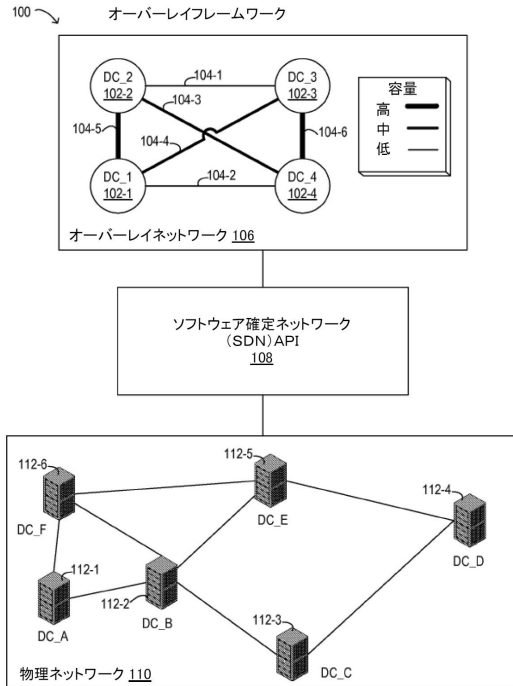 100
オーバーレイフレームワーク
DC_2
102-2
104-1
DC_3
102-3
104-3
104-5
104-4
104-6
DC_1
102-1
104-2
DC_4
102-4
容量
高
中
低
オーバーレイネットワーク 106
ソフトウェア確定ネットワーク
(SDN)API
108
112-6
112-5
112-4
DC_F
DC_E
DC_D
112-1
112-2
DC_A
DC_B
112-3
DC_C
物理ネットワーク 110